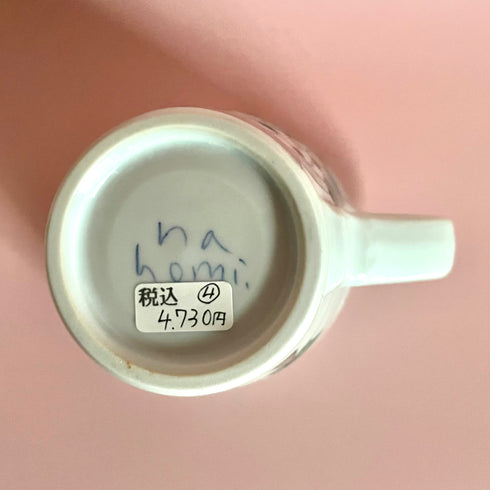 na
homi.
税込 ④
4.730円